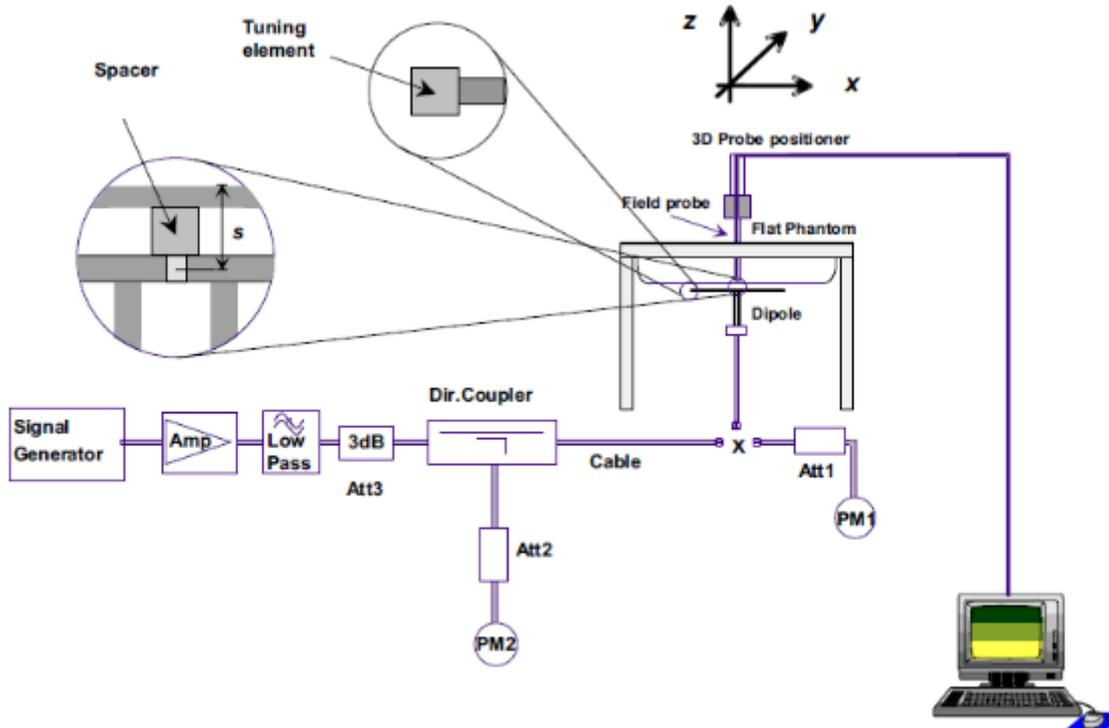 Tuning
element
Spacer
s
z
y
x
3D Probe positioner
Field probe
Flat Phantom
Dipole
Dir.Coupler
Signal
Generator
Amp
Low
Pass
3dB
Att3
Cable
X
Att1
PM1
Att2
PM2